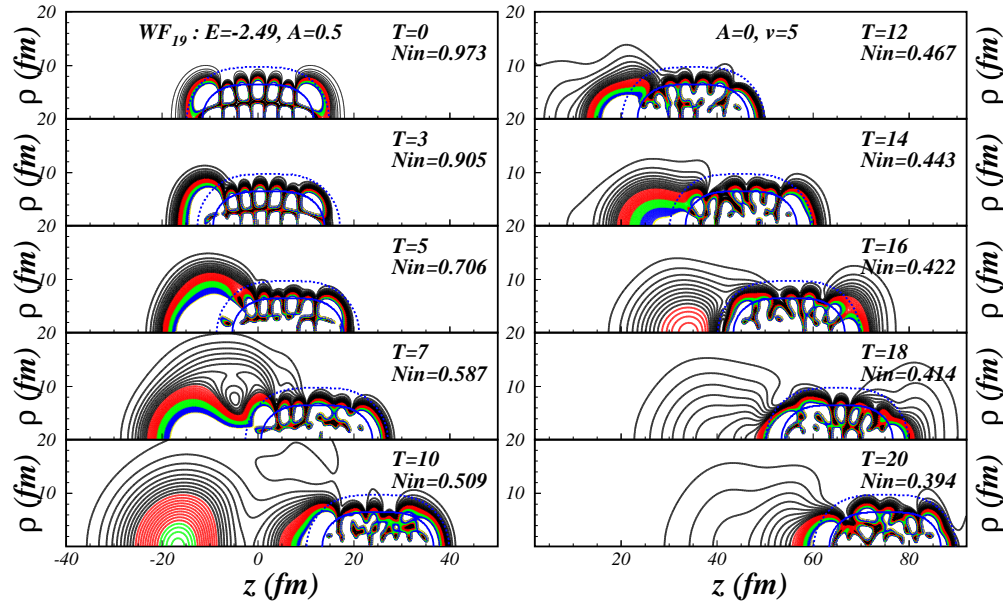 WF19 : E=-2.49, A=0.5
T=0
Nin=0.973
T=3
Nin=0.905
T=5
Nin=0.706
T=7
Nin=0.587
T=10
Nin=0.509
A=0, v=5
T=12
Nin=0.467
T=14
Nin=0.443
T=16
Nin=0.422
T=18
Nin=0.414
T=20
Nin=0.394
20
10
20
10
20
10
20
10
20
10
20
10
20
10
20
10
20
10
20
10
ρ (fm)
ρ (fm)
ρ (fm)
ρ (fm)
ρ (fm)
ρ (fm)
ρ (fm)
ρ (fm)
ρ (fm)
ρ (fm)
-40 -20 0 20 40
20 40 60 80
z (fm)
z (fm)